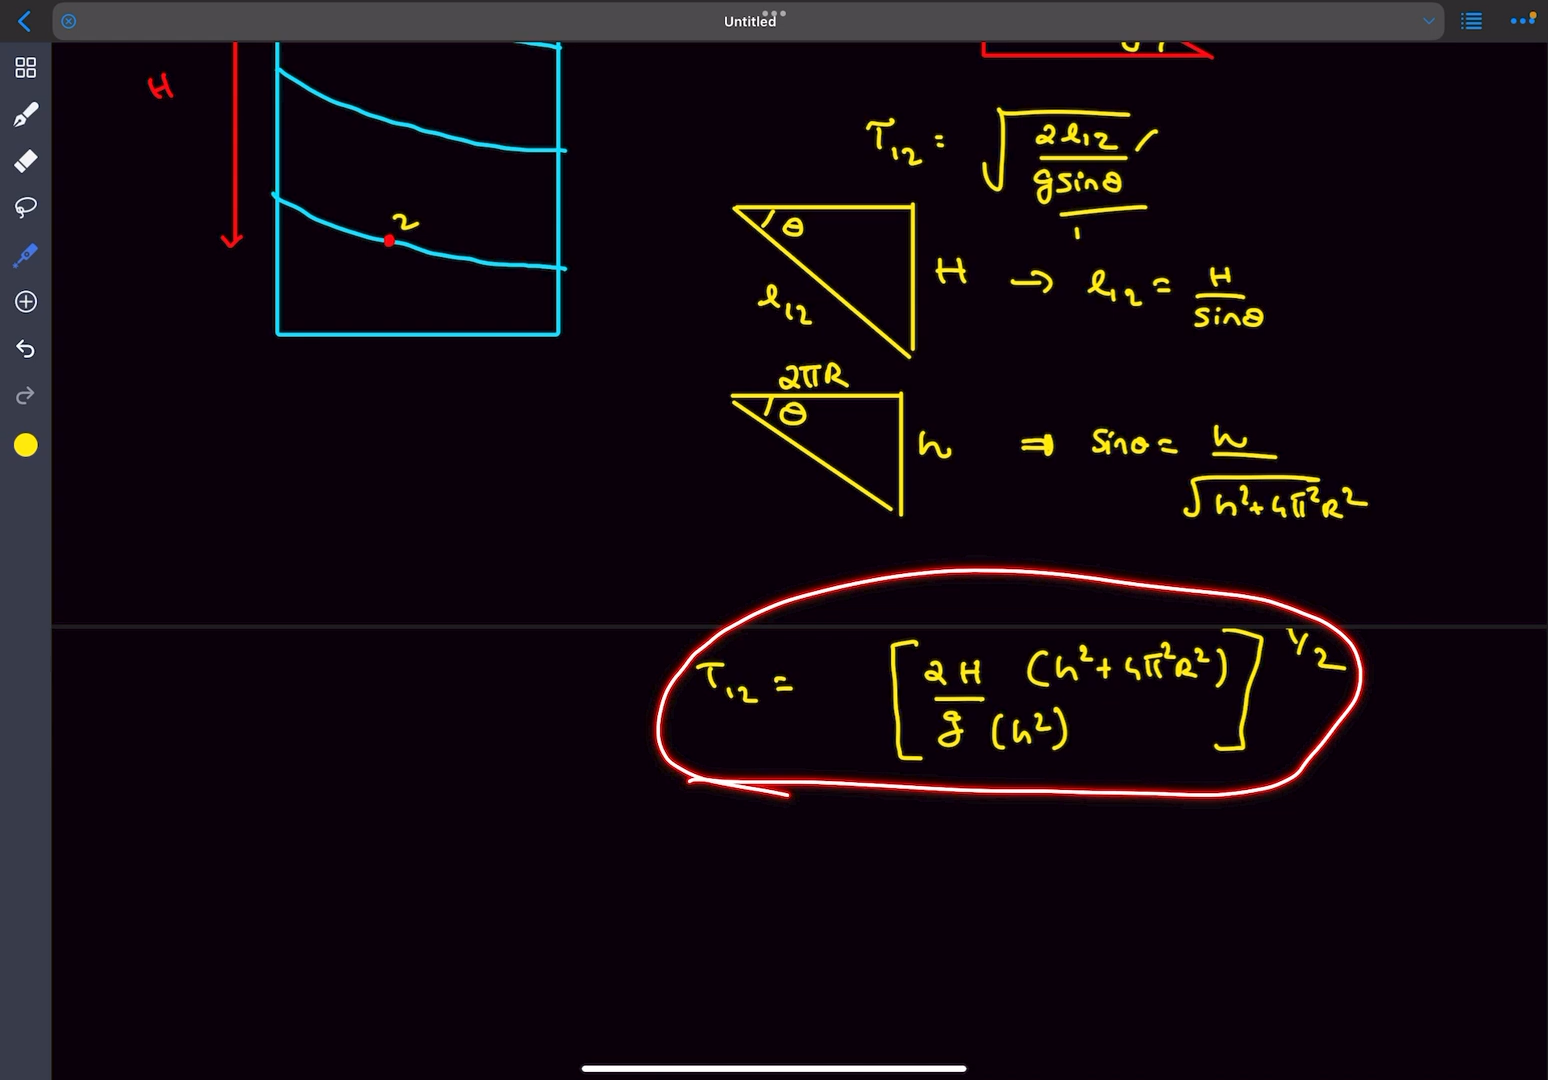 Untitled
H
T₁₂ = √(2l₁₂ / g sinθ)
2
θ
l₁₂
H → l₁₂ = H / sinθ
2πR
θ
h ⇒ sinθ = h / √(h²+4π²R²)
T₁₂ = [2H (h²+4π²R²) / g (h²)]^1/2